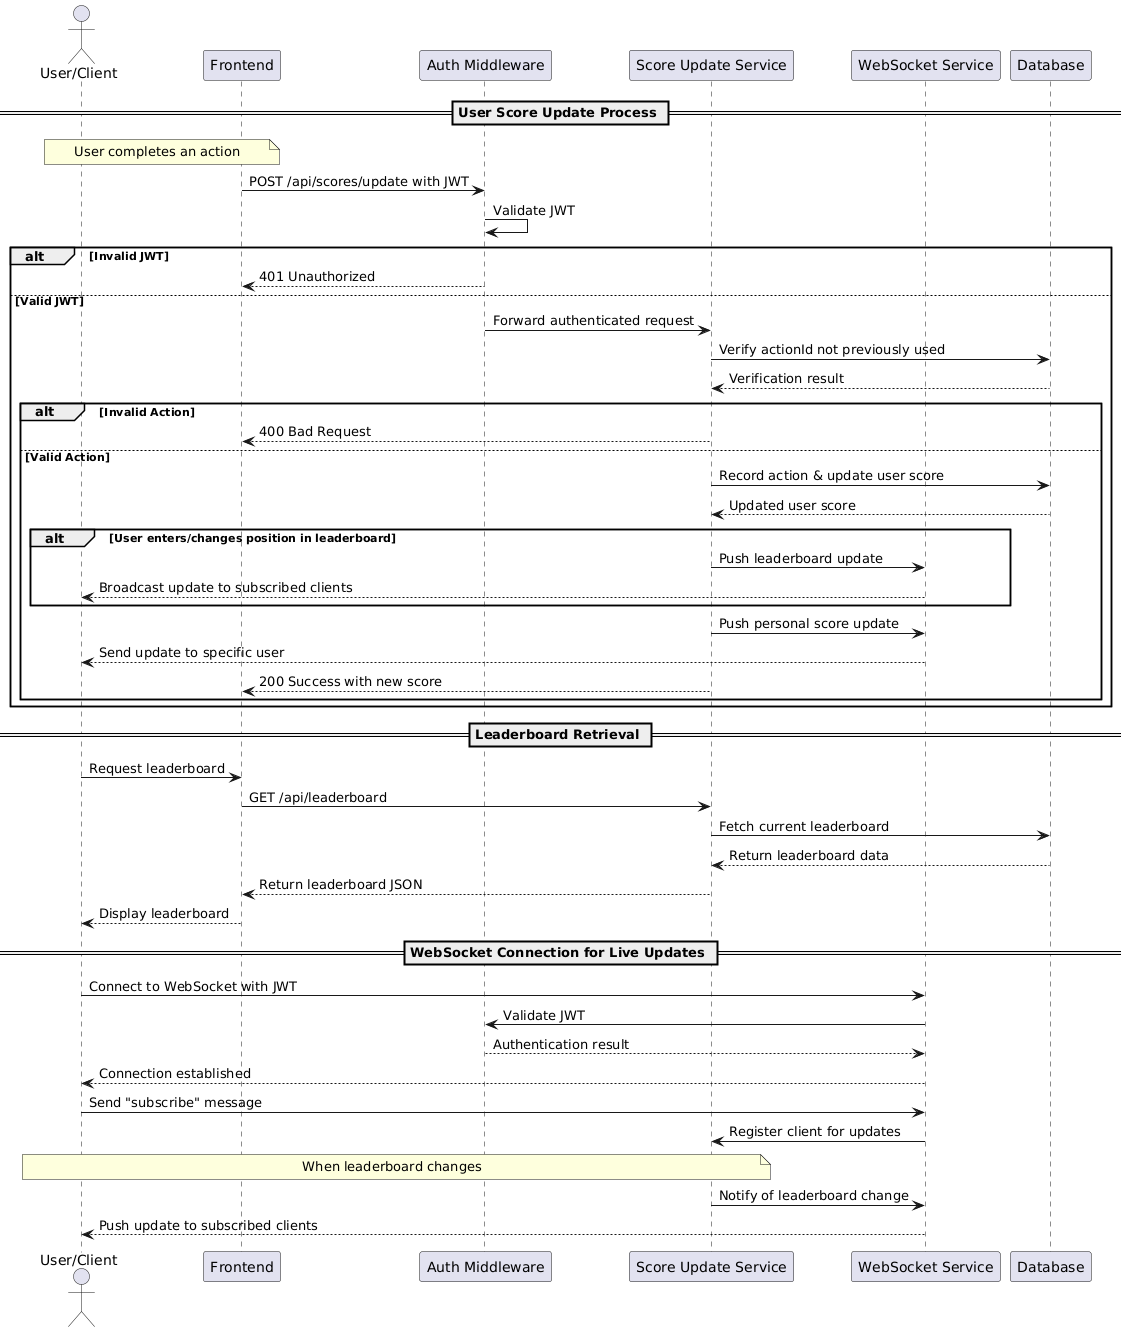 User/Client
Frontend
Auth Middleware
Score Update Service
WebSocket Service
Database
User Score Update Process
User completes an action
POST /api/scores/update with JWT
Validate JWT
alt
[Invalid JWT]
401 Unauthorized
[Valid JWT]
Forward authenticated request
Verify actionId not previously used
Verification result
alt
[Invalid Action]
400 Bad Request
[Valid Action]
Record action & update user score
Updated user score
alt
[User enters/changes position in leaderboard]
Push leaderboard update
Broadcast update to subscribed clients
Push personal score update
Send update to specific user
200 Success with new score
Leaderboard Retrieval
Request leaderboard
GET /api/leaderboard
Fetch current leaderboard
Return leaderboard data
Return leaderboard JSON
Display leaderboard
WebSocket Connection for Live Updates
Connect to WebSocket with JWT
Validate JWT
Authentication result
Connection established
Send "subscribe" message
Register client for updates
When leaderboard changes
Notify of leaderboard change
Push update to subscribed clients
User/Client
Frontend
Auth Middleware
Score Update Service
WebSocket Service
Database